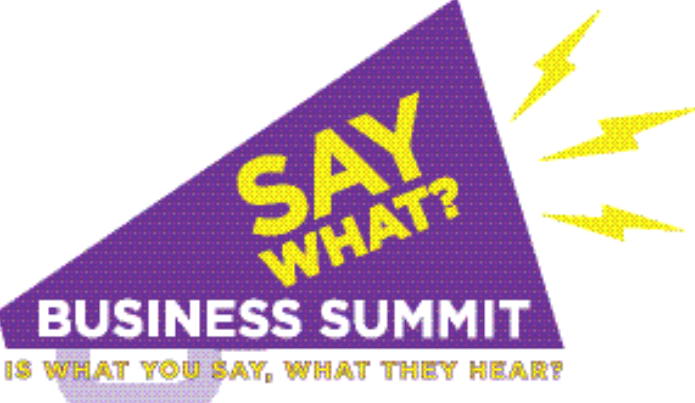 SAY
WHAT?
BUSINESS SUMMIT
IS WHAT YOU SAY, WHAT THEY HEAR?